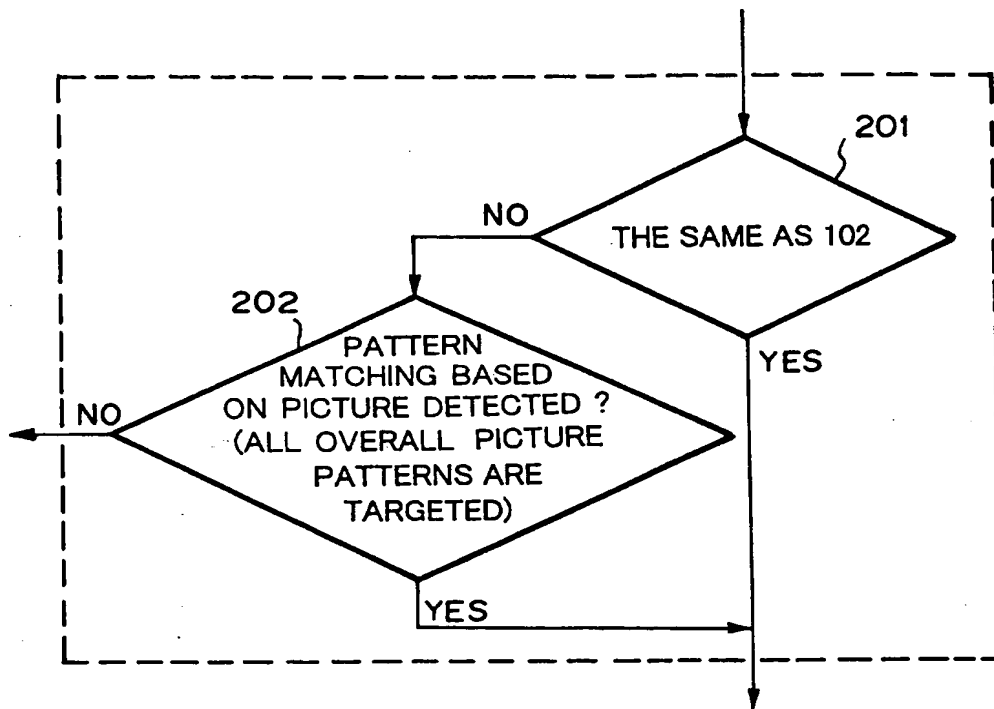 201
THE SAME AS 102
NO
YES
202
PATTERN
MATCHING BASED
ON PICTURE DETECTED ?
(ALL OVERALL PICTURE
PATTERNS ARE
TARGETED)
NO
YES